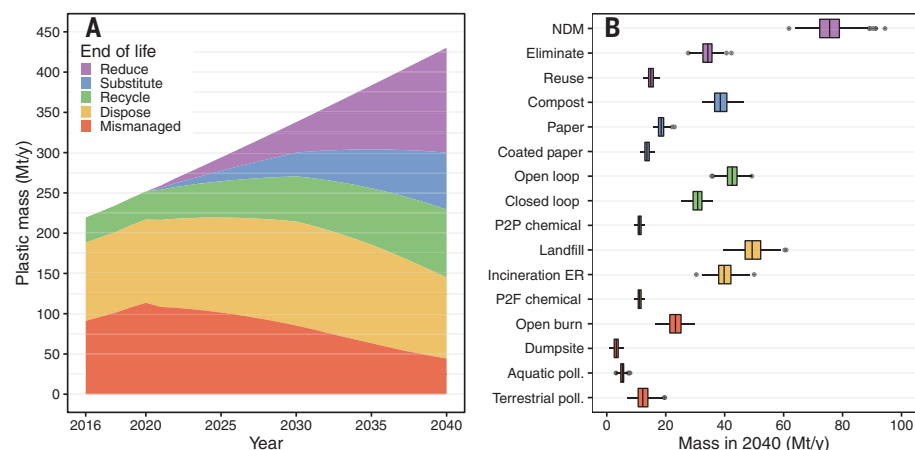 A
End of life
Reduce
Substitute
Recycle
Dispose
Mismanaged
450
400
350
300
250
200
150
100
50
0
Plastic mass (Mt/y)
2016
2020
2025
2030
2035
2040
Year
B
NDM
Eliminate
Reuse
Compost
Paper
Coated paper
Open loop
Closed loop
P2P chemical
Landfill
Incineration ER
P2F chemical
Open burn
Dumpsite
Aquatic poll.
Terrestrial poll.
0
20
40
60
80
100
Mass in 2040 (Mt/y)